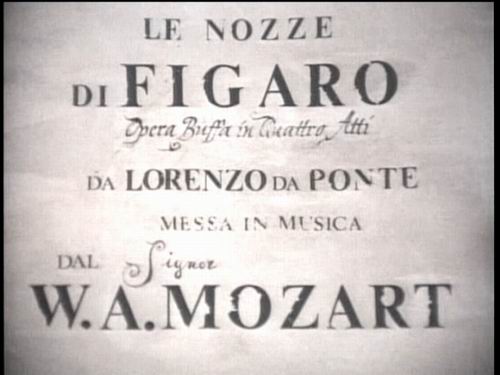 LE NOZZE
DI FIGARO
Opera Buffa in Quattro Atti
DA LORENZO DA PONTE
MESSA IN MUSICA
DAL Signor
W.A.MOZART